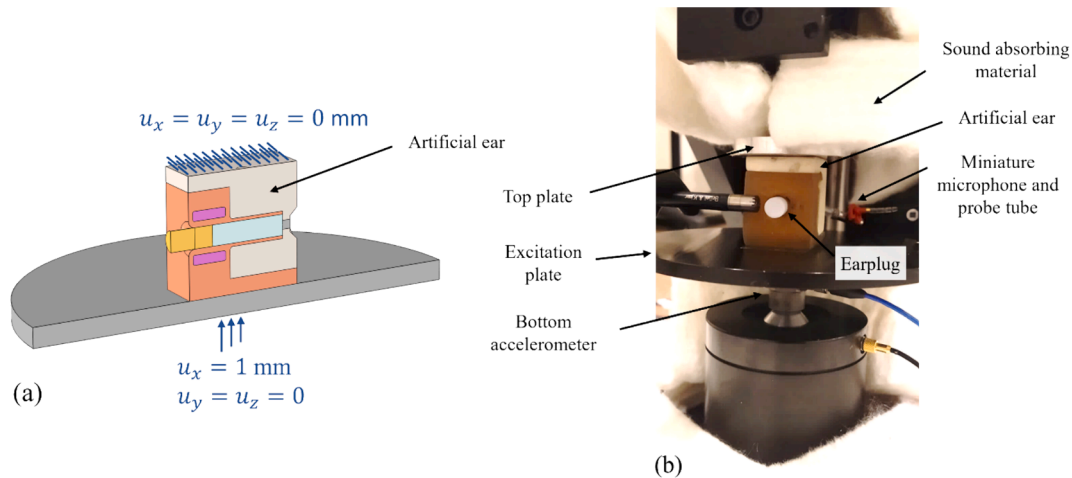 (a)
u_x = u_y = u_z = 0 mm
Artificial ear
u_x = 1 mm
u_y = u_z = 0
Sound absorbing
material
Artificial ear
Miniature
microphone and
probe tube
Top plate
Excitation
plate
Earplug
Bottom
accelerometer
(b)